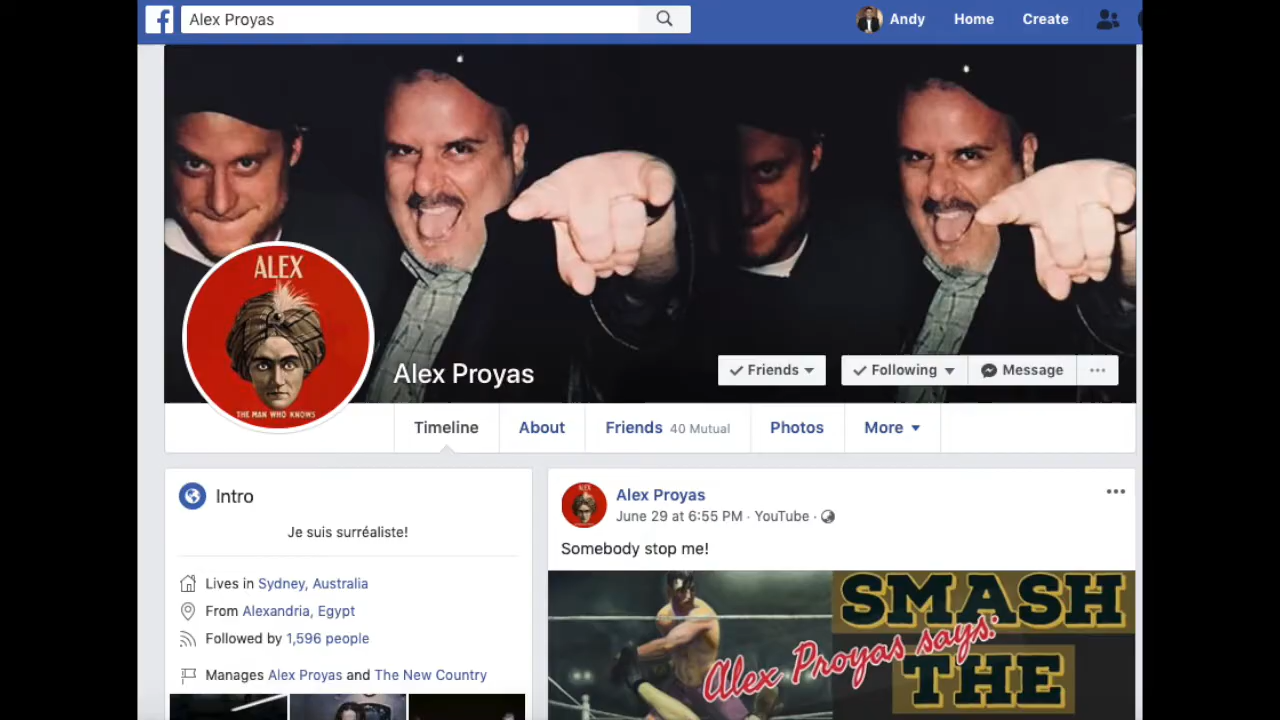 f
Alex Proyas
Andy
Home
Create
ALEX
THE MAN WHO KNOWS
Alex Proyas
Friends
Following
Message
Timeline
About
Friends 40 Mutual
Photos
More
Intro
Je suis surréaliste!
Lives in Sydney, Australia
From Alexandria, Egypt
Followed by 1,596 people
Manages Alex Proyas and The New Country
ALEX
Alex Proyas
June 29 at 6:55 PM · YouTube ·
Somebody stop me!
SMASH
Alex Proyas says:
THE